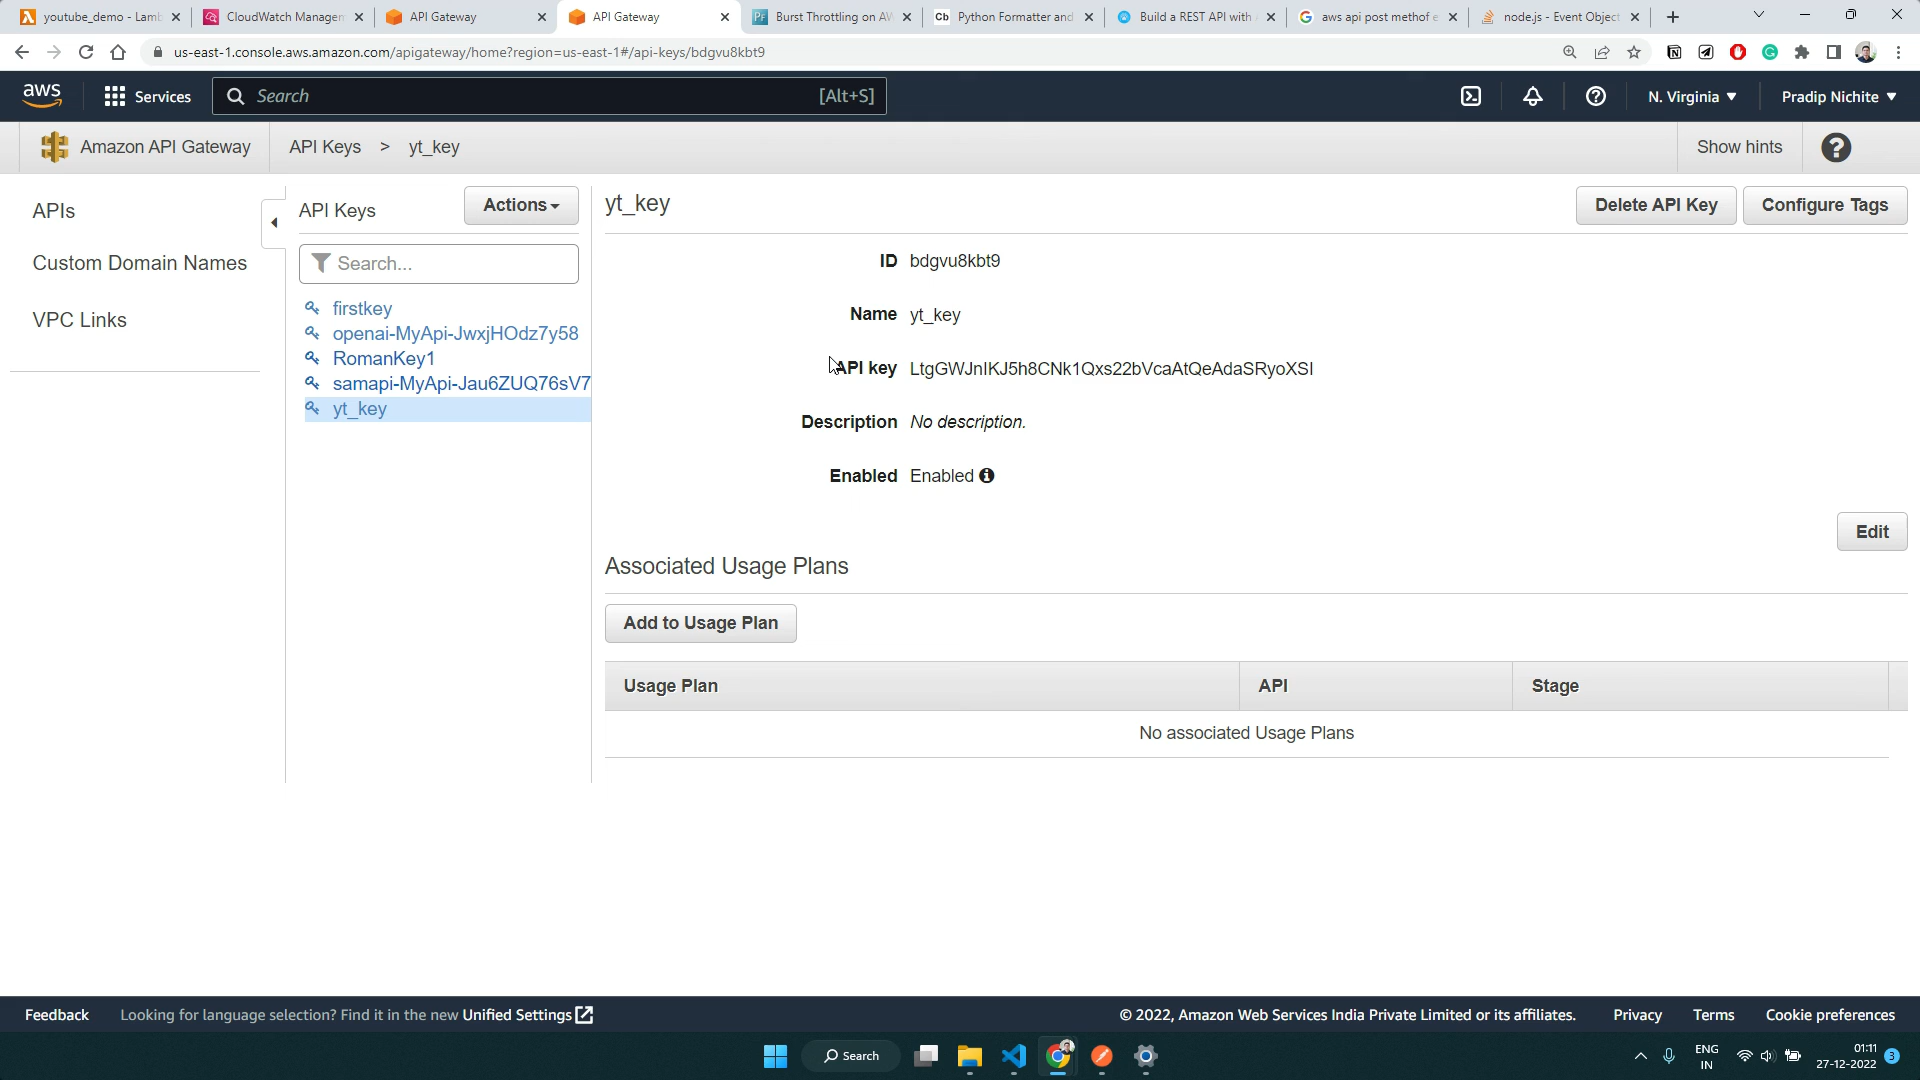 youtube_demo - Lamb
CloudWatch Managem
API Gateway
API Gateway
Burst Throttling on AW
Python Formatter and
Build a REST API with
aws api post methof e
node.js - Event Object
us-east-1.console.aws.amazon.com/apigateway/home?region=us-east-1#/api-keys/bdgvu8kbt9
aws
Services
Search
[Alt+S]
N. Virginia
Pradip Nichite
Amazon API Gateway
API Keys > yt_key
Show hints
APIs
Custom Domain Names
VPC Links
API Keys
Actions
Search...
firstkey
openai-MyApi-JwxjHOdz7y58
RomanKey1
samapi-MyApi-Jau6ZUQ76sV7
yt_key
yt_key
Delete API Key
Configure Tags
ID bdgvu8kbt9
Name yt_key
API key LtgGWJnlKJ5h8CNk1Qxs22bVcaAtQeAdaSRyoXSI
Description No description.
Enabled Enabled
Edit
Associated Usage Plans
Add to Usage Plan
Usage Plan API Stage
No associated Usage Plans
Feedback
Looking for language selection? Find it in the new Unified Settings
© 2022, Amazon Web Services India Private Limited or its affiliates.
Privacy
Terms
Cookie preferences
Search
ENG
IN
01:11
27-12-2022
3